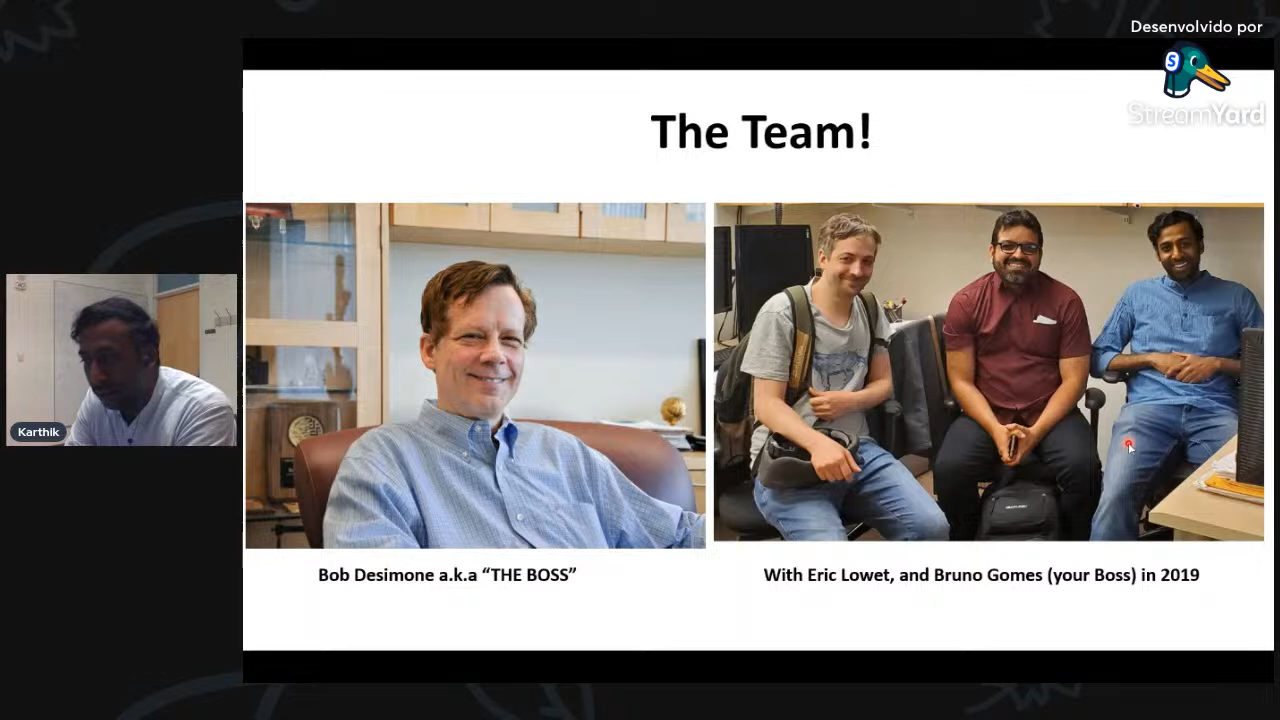 Desenvolvido por
StreamYard
The Team!
Karthik
Bob Desimone a.k.a “THE BOSS”
With Eric Lowet, and Bruno Gomes (your Boss) in 2019